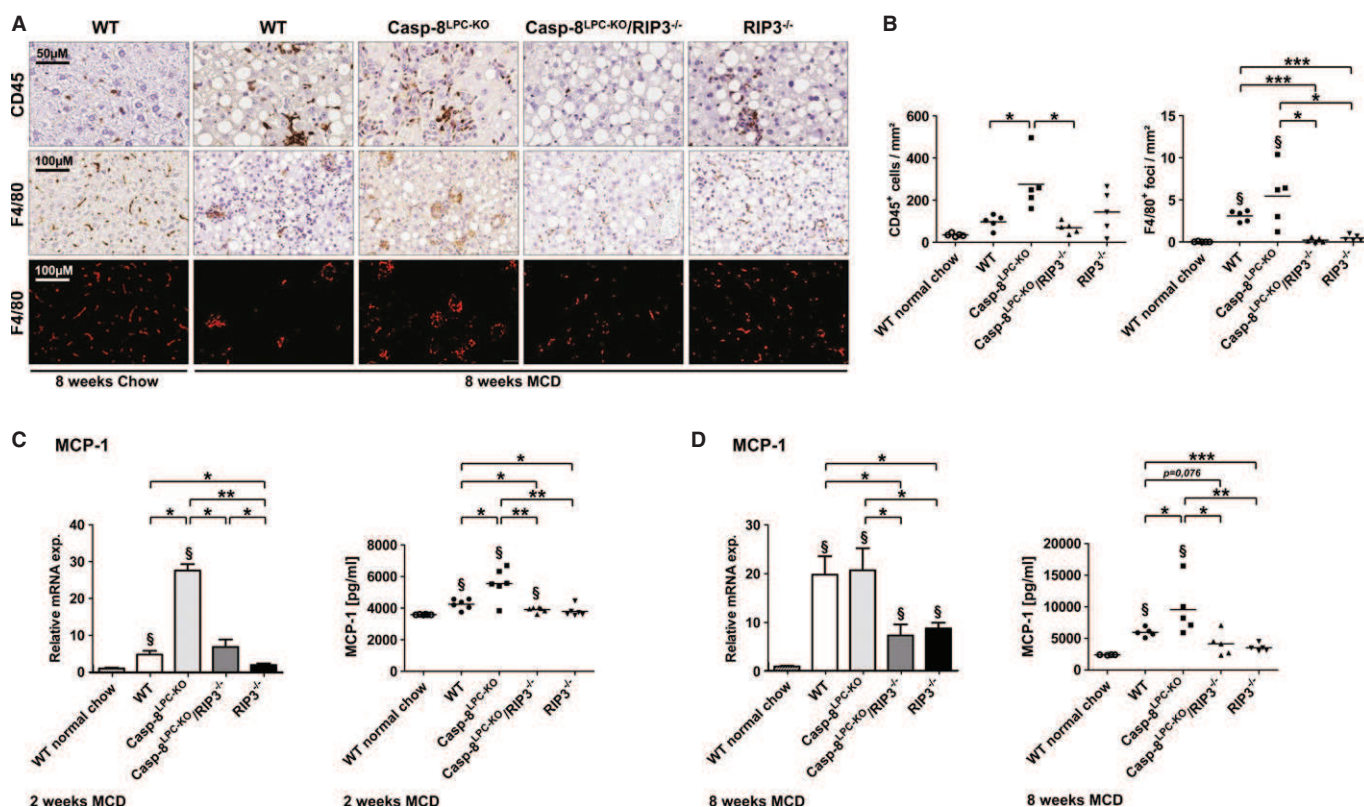 A
WT
WT
Casp-8LPC-KO
Casp-8LPC-KO/RIP3-/-
RIP3-/-
50µM
CD45
100µM
F4/80
100µM
F4/80
8 weeks Chow
8 weeks MCD
B
CD45+ cells / mm²
600
400
200
0
*
*
WT normal chow
WT
Casp-8LPC-KO
Casp-8LPC-KO/RIP3-/-
RIP3-/-
F4/80+ foci / mm²
15
10
5
0
***
***
*
*
§
§
WT normal chow
WT
Casp-8LPC-KO
Casp-8LPC-KO/RIP3-/-
RIP3-/-
C
MCP-1
Relative mRNA exp.
40
30
20
10
0
*
**
*
*
*
§
§
WT normal chow
WT
Casp-8LPC-KO
Casp-8LPC-KO/RIP3-/-
RIP3-/-
2 weeks MCD
MCP-1 [pg/ml]
8000
6000
4000
2000
0
*
*
**
*
**
§
§
§
WT normal chow
WT
Casp-8LPC-KO
Casp-8LPC-KO/RIP3-/-
RIP3-/-
2 weeks MCD
D
MCP-1
Relative mRNA exp.
30
20
10
0
*
*
*
*
§
§
§
§
WT normal chow
WT
Casp-8LPC-KO
Casp-8LPC-KO/RIP3-/-
RIP3-/-
8 weeks MCD
MCP-1 [pg/ml]
20000
15000
10000
5000
0
***
p=0,076
**
*
*
§
§
WT normal chow
WT
Casp-8LPC-KO
Casp-8LPC-KO/RIP3-/-
RIP3-/-
8 weeks MCD